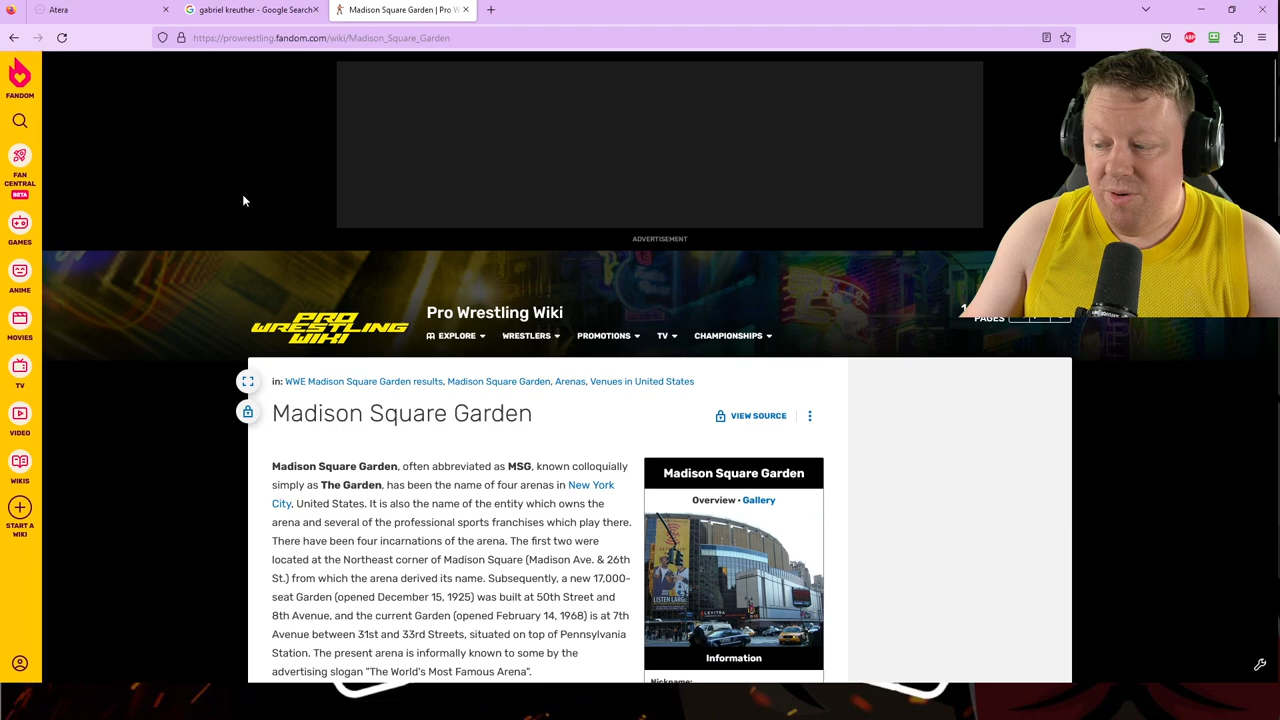 Atera
gabriel kreuther - Google Search
Madison Square Garden | Pro W
https://prowrestling.fandom.com/wiki/Madison_Square_Garden
ABP
FANDOM
FAN
CENTRAL
BETA
GAMES
ANIME
MOVIES
TV
VIDEO
WIKIS
START A
WIKI
ADVERTISEMENT
PRO
WRESTLING
WIKI
Pro Wrestling Wiki
EXPLORE WRESTLERS PROMOTIONS TV CHAMPIONSHIPS
PAGES
in: WWE Madison Square Garden results, Madison Square Garden, Arenas, Venues in United States
Madison Square Garden
VIEW SOURCE
Madison Square Garden, often abbreviated as MSG, known colloquially
simply as The Garden, has been the name of four arenas in New York
City, United States. It is also the name of the entity which owns the
arena and several of the professional sports franchises which play there.
There have been four incarnations of the arena. The first two were
located at the Northeast corner of Madison Square (Madison Ave. & 26th
St.) from which the arena derived its name. Subsequently, a new 17,000-
seat Garden (opened December 15, 1925) was built at 50th Street and
8th Avenue, and the current Garden (opened February 14, 1968) is at 7th
Avenue between 31st and 33rd Streets, situated on top of Pennsylvania
Station. The present arena is informally known to some by the
advertising slogan "The World's Most Famous Arena".
Madison Square Garden
Overview • Gallery
LISTEN LARGE
LEVITRA
Information
Nickname: